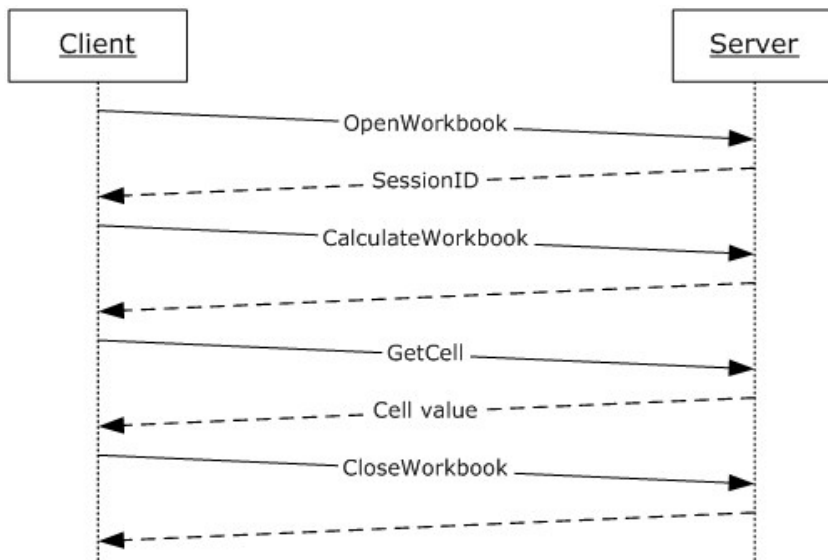 Client
Server
OpenWorkbook
SessionID
CalculateWorkbook
GetCell
Cell value
CloseWorkbook